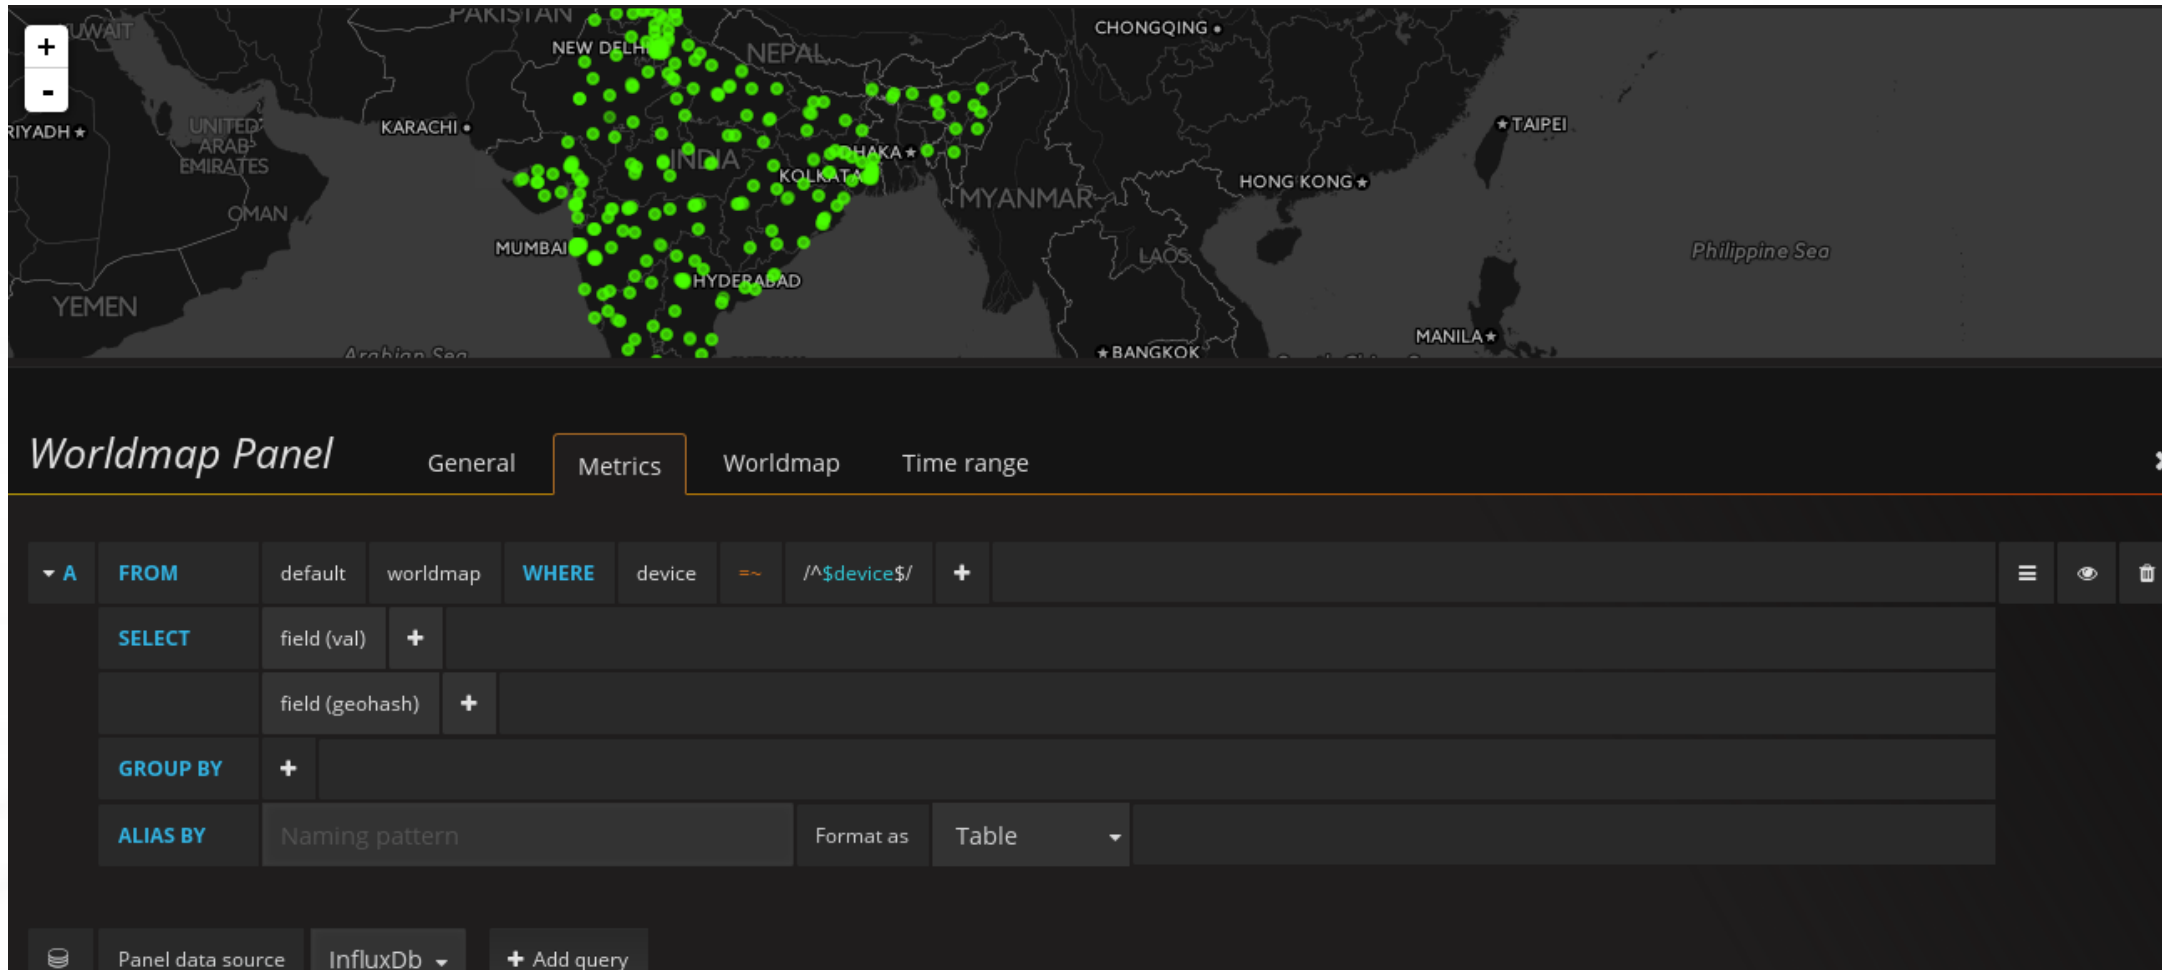 PAKISTAN
KUWAIT
+
-
NEW DELHI
NEPAL
CHONGQING
RIYADH
UNITED
ARAB
EMIRATES
KARACHI
INDIA
DHAKA
TAIPEI
KOLKATA
HONG KONG
MYANMAR
OMAN
MUMBAI
LAOS
Philippine Sea
HYDERABAD
YEMEN
MANILA
Arabian Sea
BANGKOK
Worldmap Panel General Metrics Worldmap Time range
A FROM default worldmap WHERE device =~ /^$device$/ +
SELECT field (val) +
field (geohash) +
GROUP BY +
ALIAS BY Naming pattern Format as Table
Panel data source InfluxDb + Add query